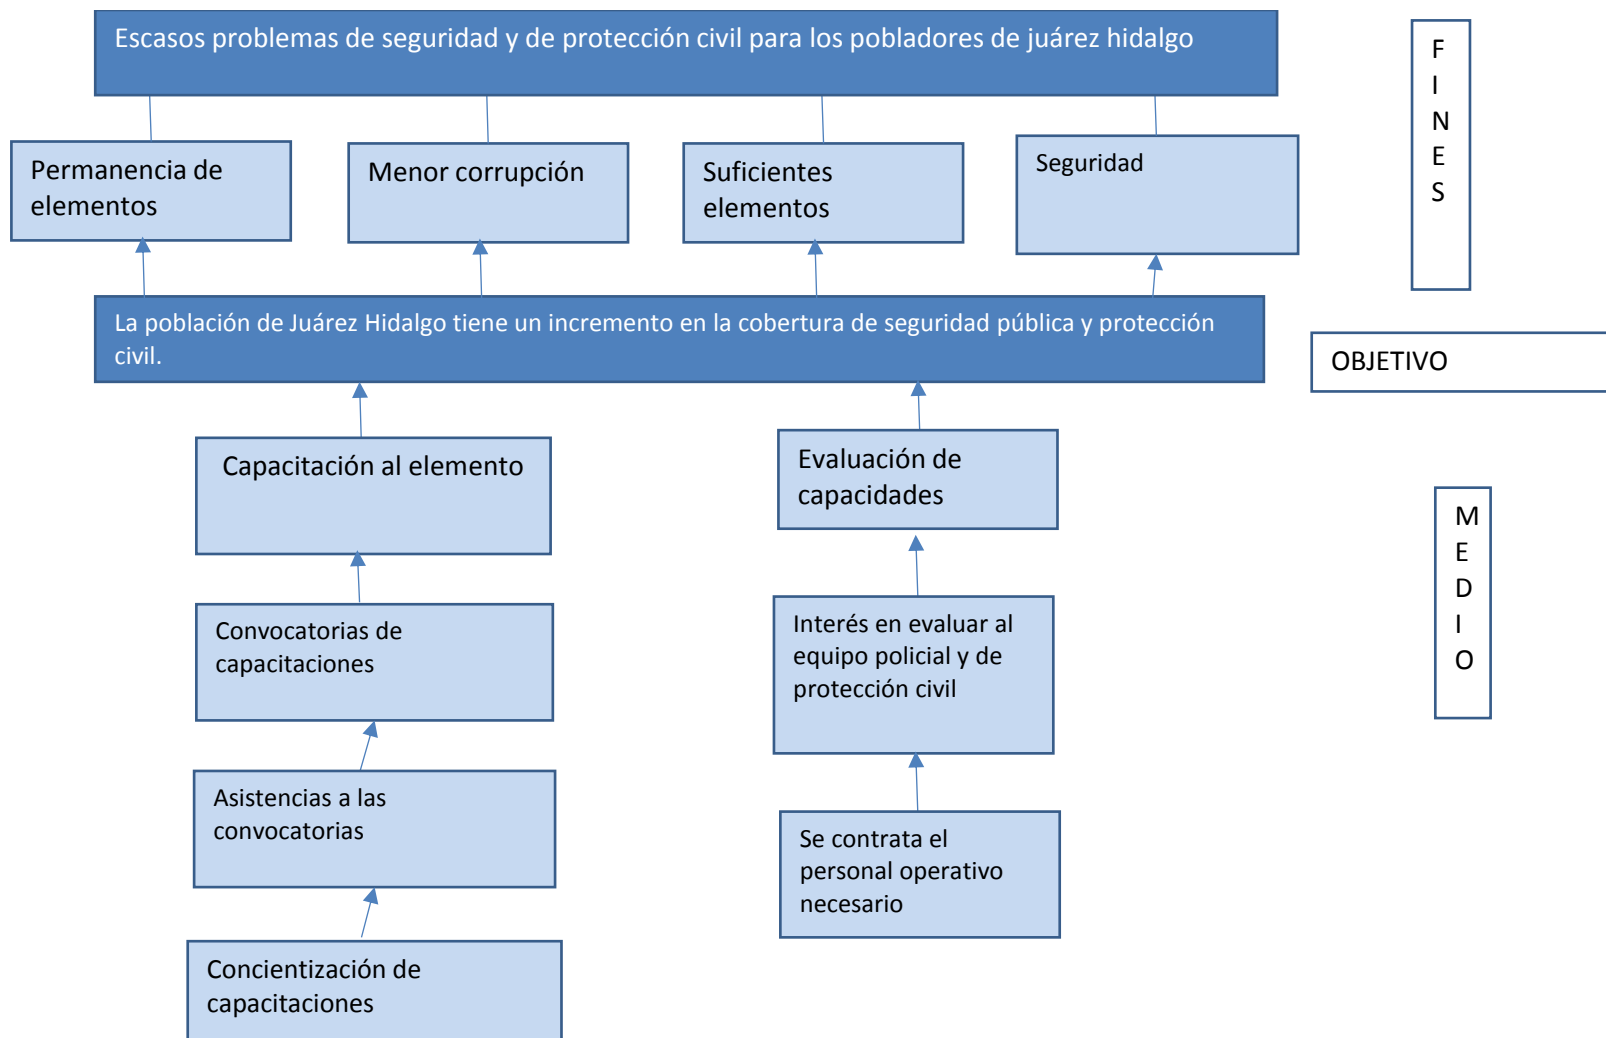 Escasos problemas de seguridad y de protección civil para los pobladores de juárez hidalgo
F
I
N
E
S
Permanencia de
elementos
Menor corrupción
Suficientes
elementos
Seguridad
La población de Juárez Hidalgo tiene un incremento en la cobertura de seguridad pública y protección
civil.
OBJETIVO
Capacitación al elemento
Evaluación de
capacidades
M
E
D
I
O
Convocatorias de
capacitaciones
Interés en evaluar al
equipo policial y de
protección civil
Asistencias a las
convocatorias
Se contrata el
personal operativo
necesario
Concientización de
capacitaciones